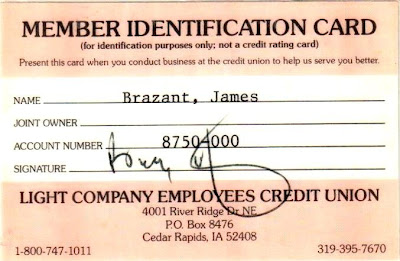 MEMBER IDENTIFICATION CARD
(for identification purposes only; not a credit rating card)
Present this card when you conduct business at the credit union to help us serve you better.
NAME Brazant, James
JOINT OWNER
ACCOUNT NUMBER 8750-000
SIGNATURE
LIGHT COMPANY EMPLOYEES CREDIT UNION
4001 River Ridge Dr NE
P.O. Box 8476
Cedar Rapids, IA 52408
1-800-747-1011 319-395-7670